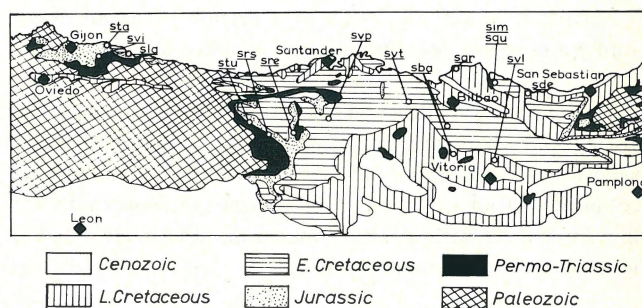 sta
Gijon
svi
sla
Oviedo
Leon
stu
srs
sre
Santander
svp
syt
sbg
sar
sim
squ
svl
San Sebastian
sde
Bilbao
Vitoria
Pamplona
Cenozoic
E. Cretaceous
Permo-Triassic
L. Cretaceous
Jurassic
Paleozoic